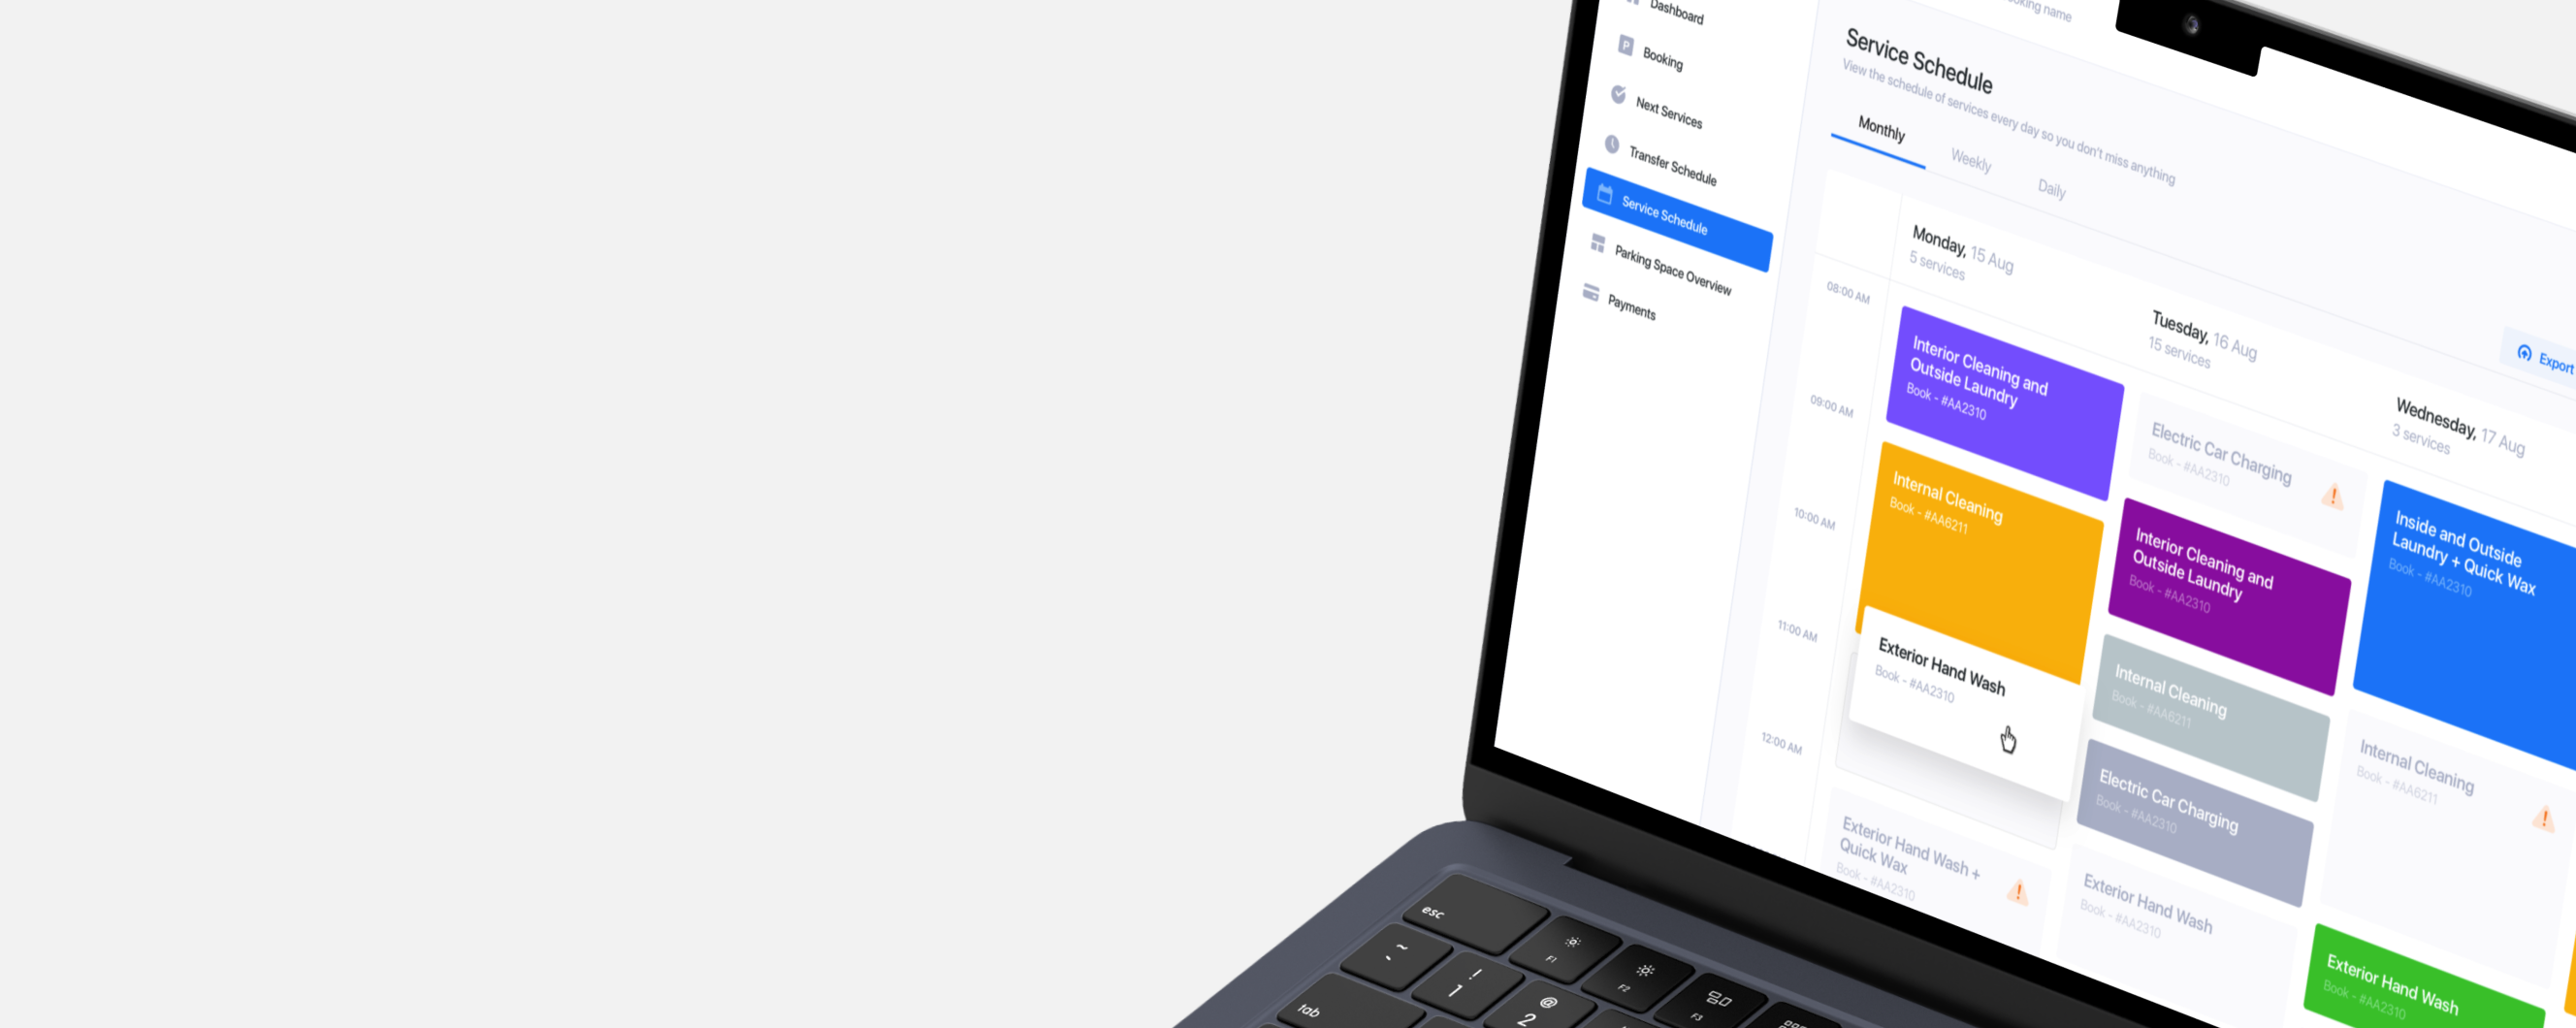 Dashboard
Booking
Next Services
Transfer Schedule
Service Schedule
Parking Space Overview
Payments
booking name
Service Schedule
View the schedule of services every day so you don't miss anything
Monthly
Weekly
Daily
Export
Monday, 15 Aug
5 services
Tuesday, 16 Aug
15 services
Wednesday, 17 Aug
3 services
08:00 AM
09:00 AM
10:00 AM
11:00 AM
12:00 AM
Interior Cleaning and
Outside Laundry
Book - #AA2310
Internal Cleaning
Book - #AA6211
Exterior Hand Wash
Book - #AA2310
Exterior Hand Wash +
Quick Wax
Book - #AA2310
Electric Car Charging
Book - #AA2310
Interior Cleaning and
Outside Laundry
Book - #AA2310
Internal Cleaning
Book - #AA6211
Electric Car Charging
Book - #AA2310
Exterior Hand Wash
Book - #AA2310
Inside and Outside
Laundry + Quick Wax
Book - #AA2310
Internal Cleaning
Book - #AA6211
Exterior Hand Wash
Book - #AA2310
esc
F1
F2
F3
~
`
!
1
@
2
tab